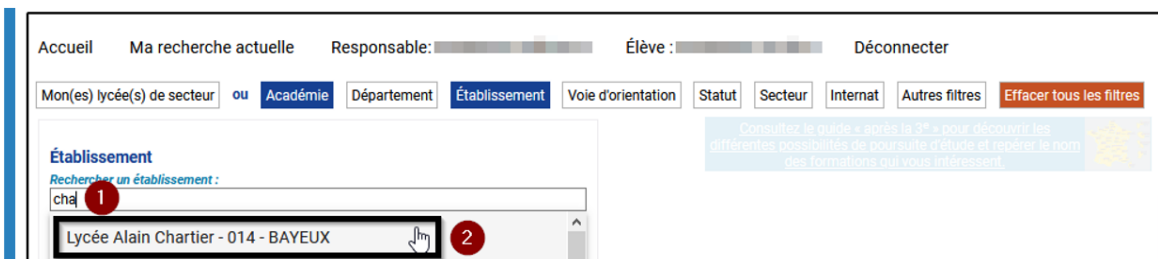 Accueil Ma recherche actuelle Responsable: Élève : Déconnecter
Mon(es) lycée(s) de secteur ou Académie Département Établissement Voie d'orientation Statut Secteur Internat Autres filtres Effacer tous les filtres
Consultez le guide « après la 3e » pour découvrir les
différentes possibilités de poursuite d'étude et repérer le nom
des formations qui vous intéressent.
Établissement
Rechercher un établissement :
cha 1
Lycée Alain Chartier - 014 - BAYEUX 2